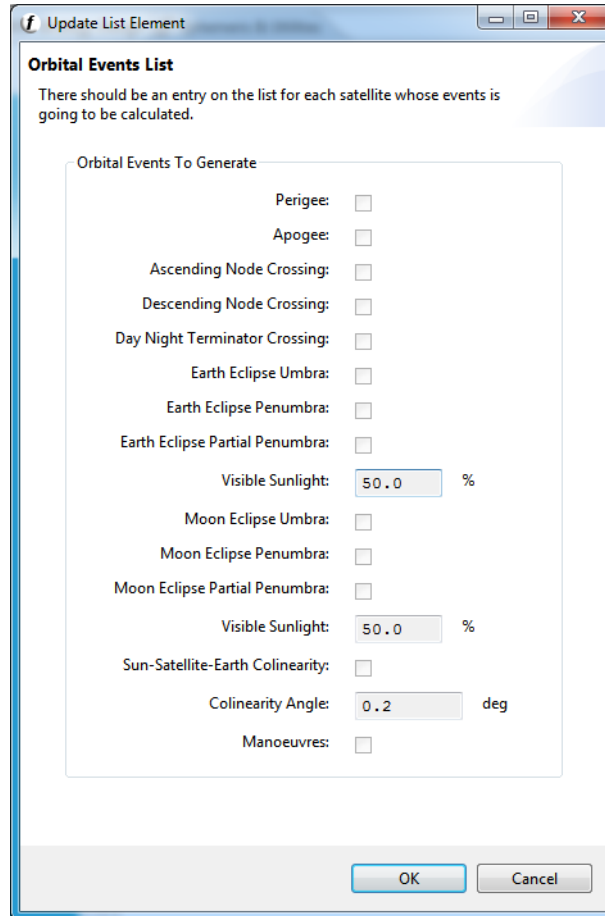 Update List Element
Orbital Events List
There should be an entry on the list for each satellite whose events is
going to be calculated.
Orbital Events To Generate
Perigee:
Apogee:
Ascending Node Crossing:
Descending Node Crossing:
Day Night Terminator Crossing:
Earth Eclipse Umbra:
Earth Eclipse Penumbra:
Earth Eclipse Partial Penumbra:
Visible Sunlight: 50.0 %
Moon Eclipse Umbra:
Moon Eclipse Penumbra:
Moon Eclipse Partial Penumbra:
Visible Sunlight: 50.0 %
Sun-Satellite-Earth Colinearity:
Colinearity Angle: 0.2 deg
Manoeuvres:
OK Cancel